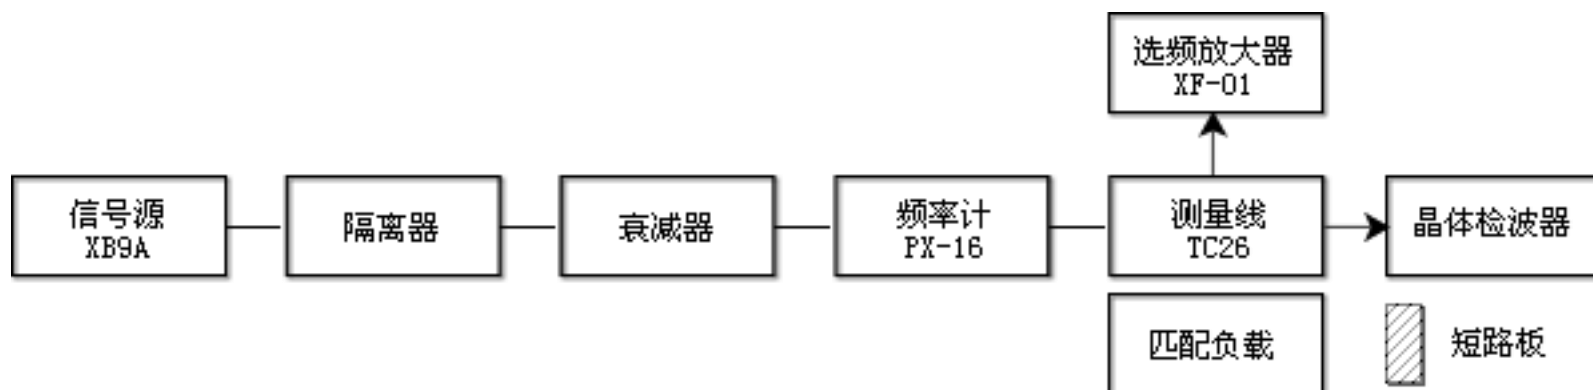 选频放大器
XF-01
信号源
XB9A
隔离器
衰减器
频率计
PX-16
测量线
TC26
晶体检波器
匹配负载
短路板